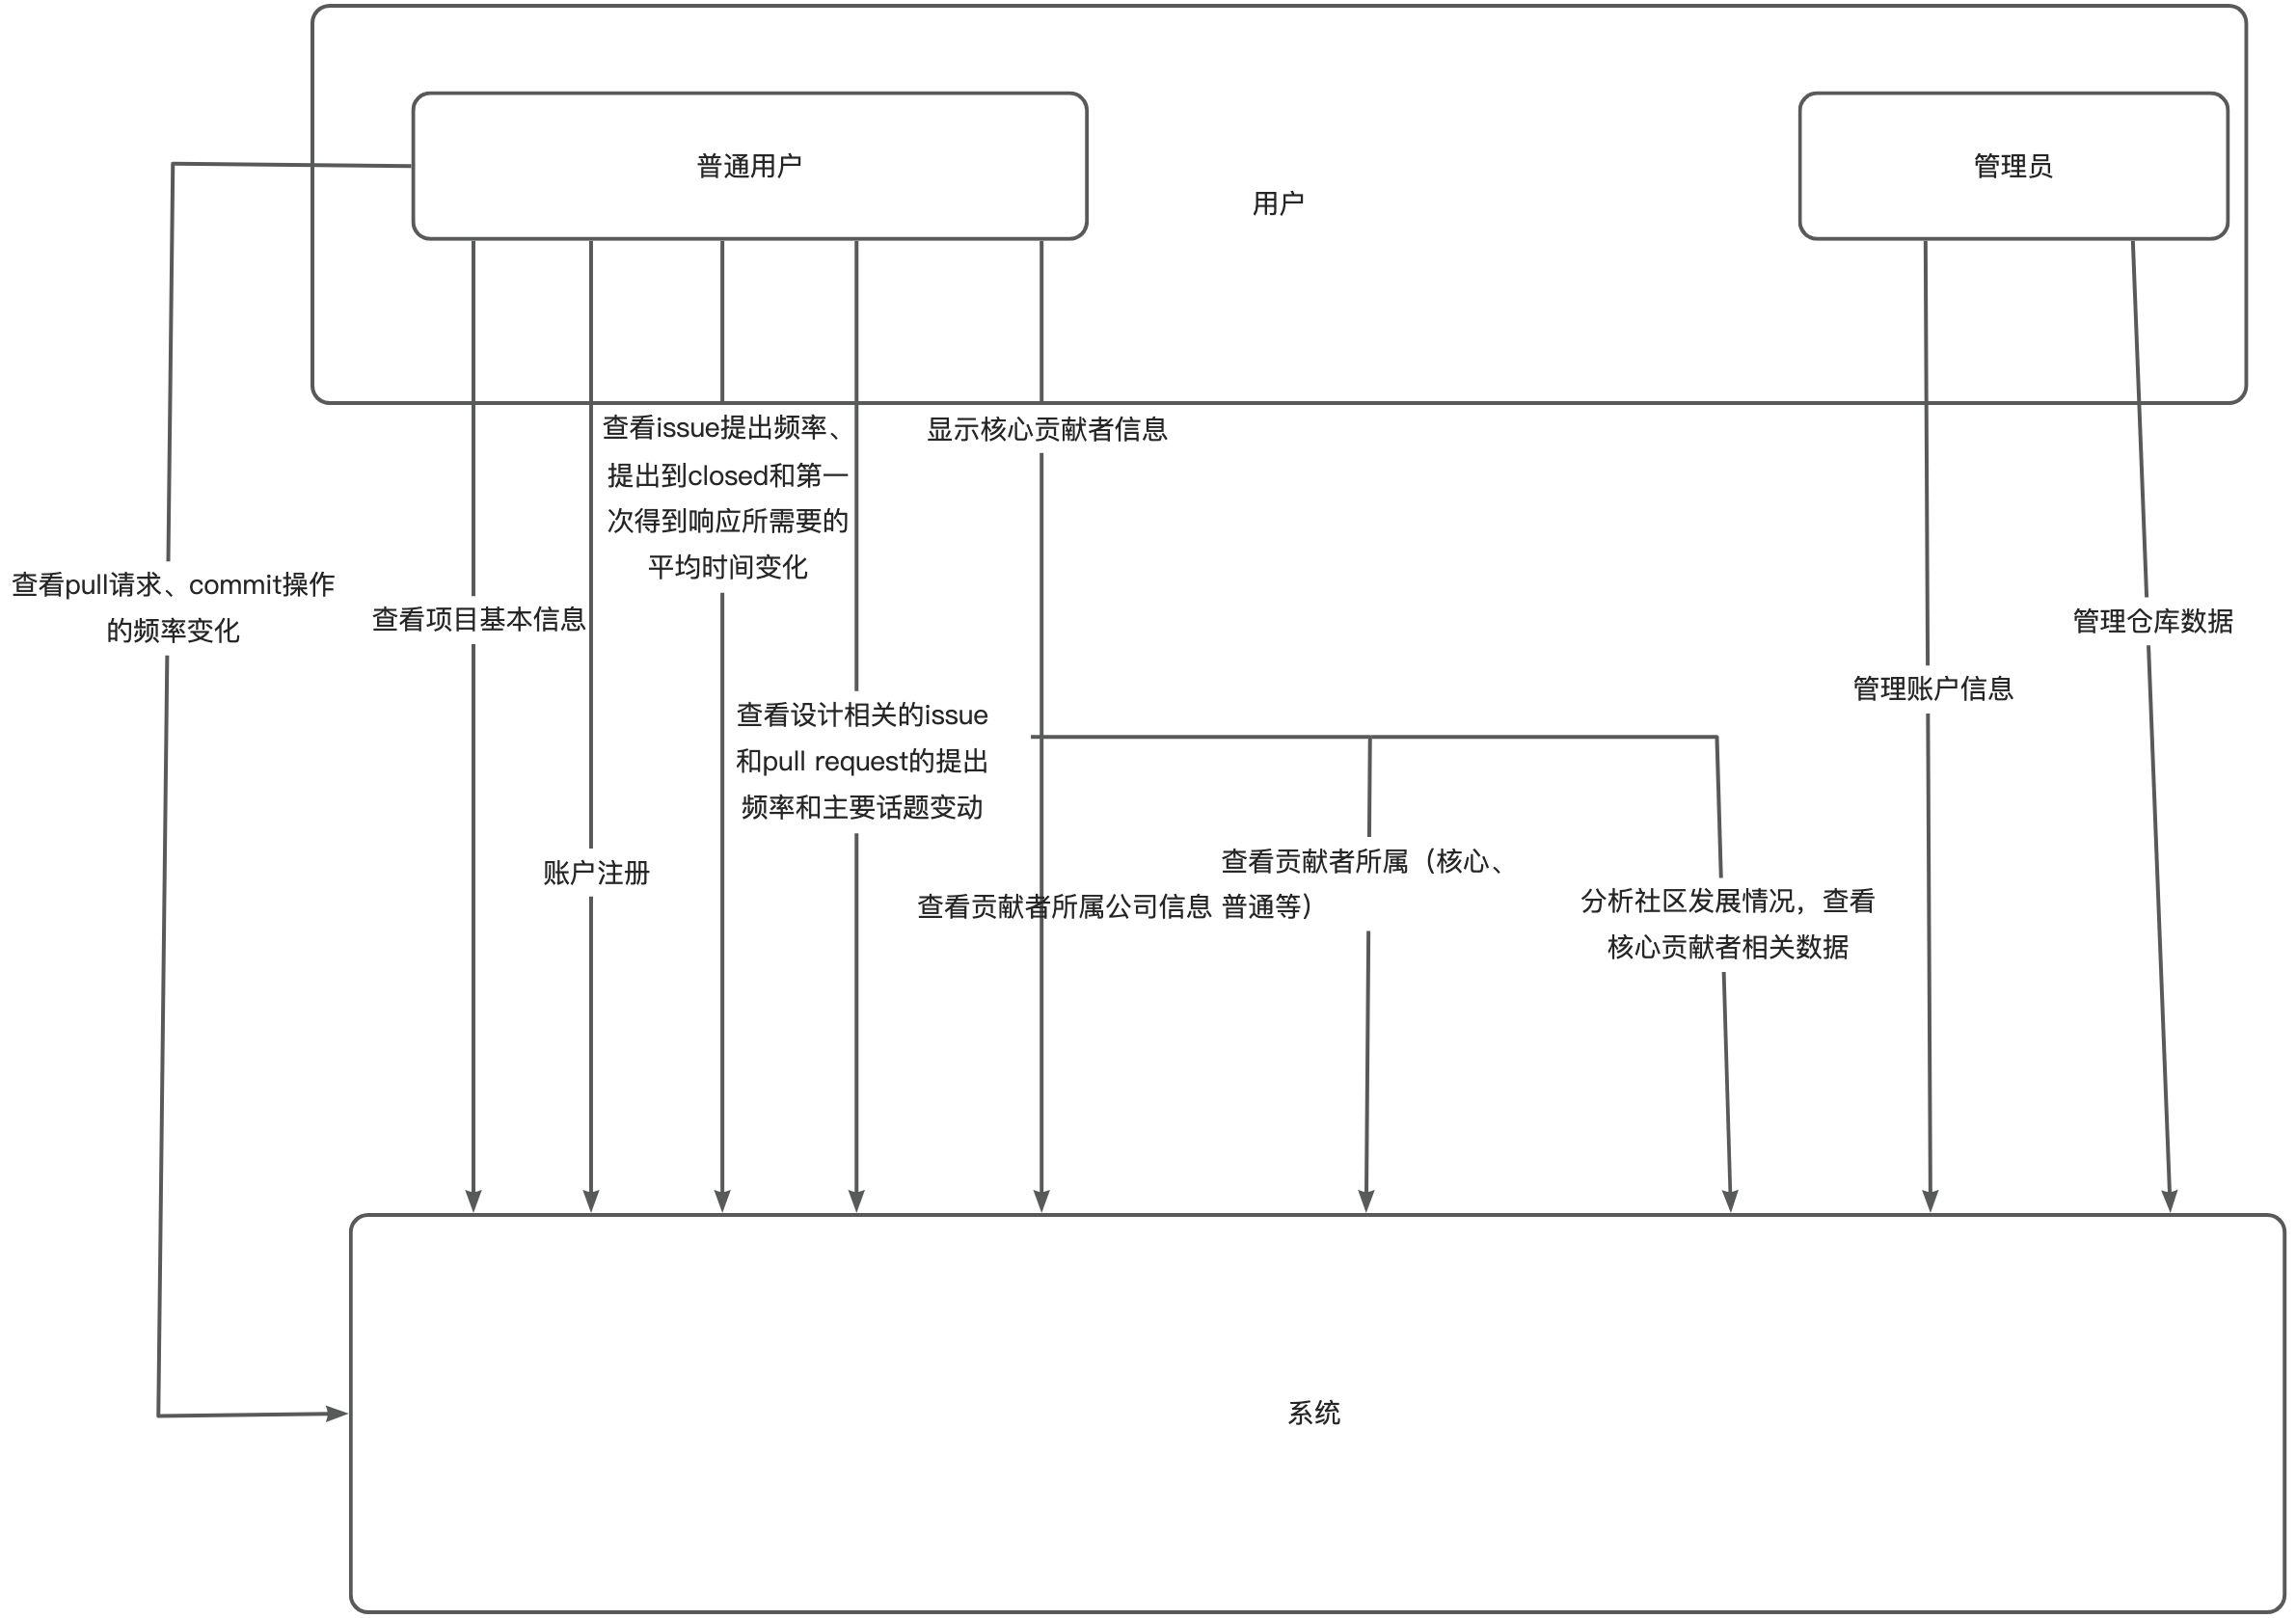 普通用户
用户
管理员
查看issue提出频率、
提出到closed和第一
次得到响应所需要的
平均时间变化
显示核心贡献者信息
查看pull请求、commit操作
的频率变化
查看项目基本信息
管理仓库数据
管理账户信息
查看设计相关的issue
和pull request的提出
频率和主要话题变动
账户注册
查看贡献者所属公司信息
查看贡献者所属（核心、
普通等）
分析社区发展情况，查看
核心贡献者相关数据
系统